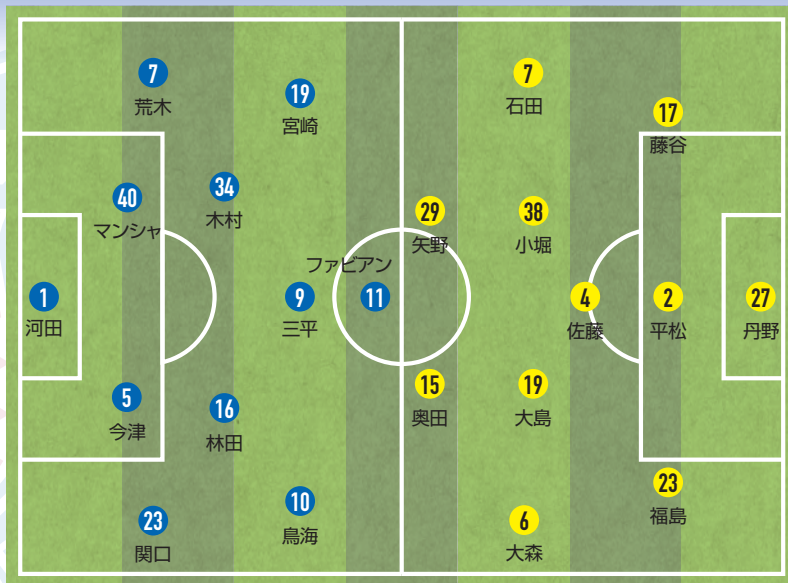 7
荒木
19
宮崎
40
マンシャ
34
木村
1
河田
9
三平
ファビアン
11
5
今津
16
林田
10
鳥海
23
関口
7
石田
17
藤谷
29
矢野
38
小堀
4
佐藤
2
平松
27
丹野
15
奥田
19
大島
6
大森
23
福島